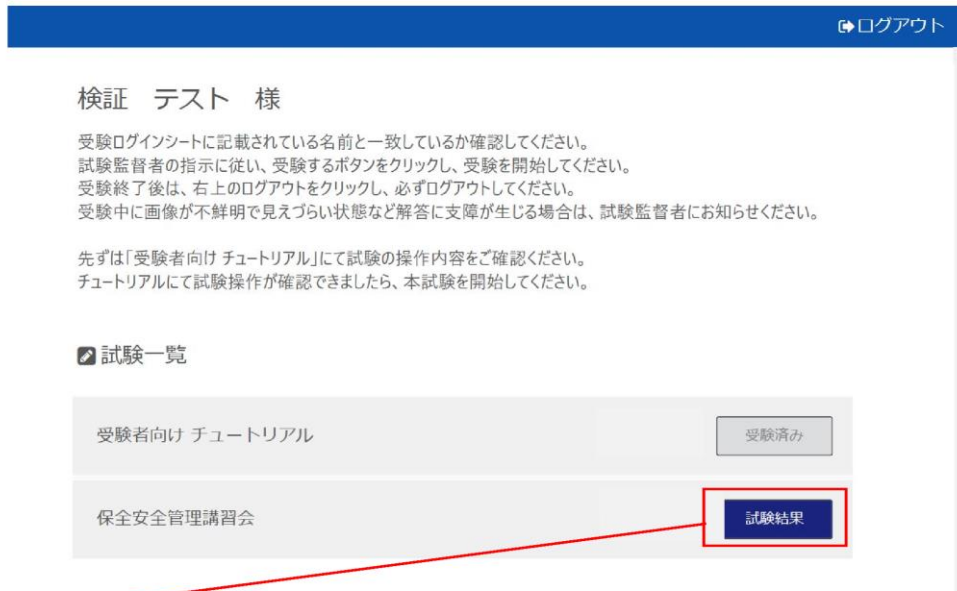 ログアウト
検証　テスト　様
受験ログインシートに記載されている名前と一致しているか確認してください。
試験監督者の指示に従い、受験するボタンをクリックし、受験を開始してください。
受験終了後は、右上のログアウトをクリックし、必ずログアウトしてください。
受験中に画像が不鮮明で見えづらい状態など解答に支障が生じる場合は、試験監督者にお知らせください。
先ずは「受験者向け チュートリアル」にて試験の操作内容をご確認ください。
チュートリアルにて試験操作が確認できましたら、本試験を開始してください。
試験一覧
受験者向け チュートリアル
受験済み
保全安全管理講習会
試験結果